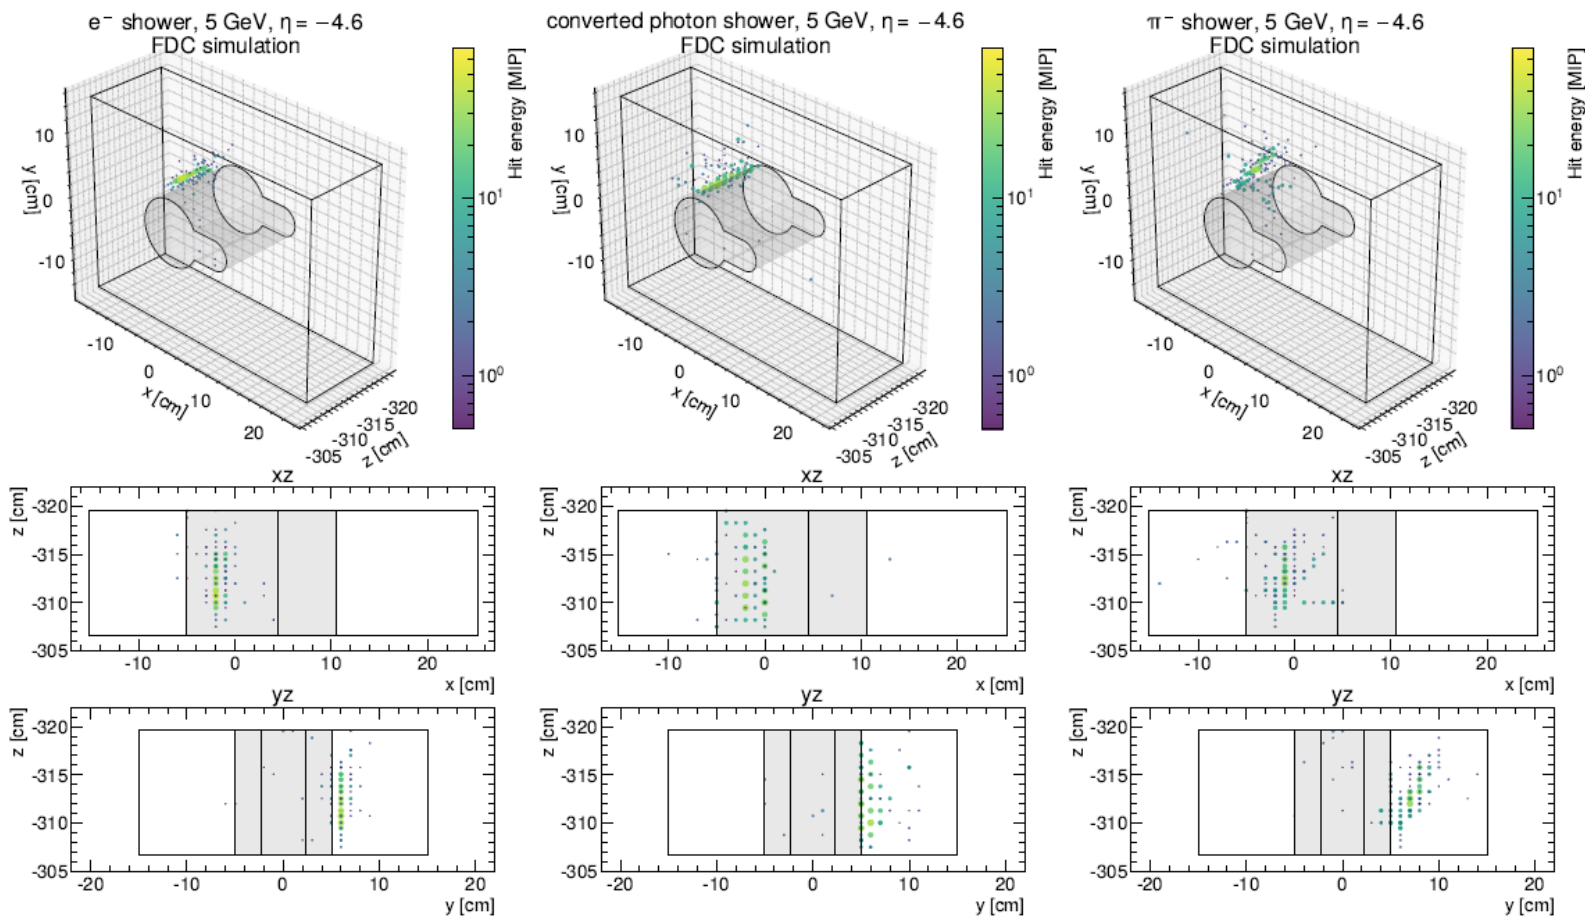 e⁻ shower, 5 GeV, η = −4.6
FDC simulation
10
0
-10
y [cm]
-10
0
10
20
x [cm]
-320
-315
-310
-305
z [cm]
10¹
10⁰
Hit energy [MIP]
converted photon shower, 5 GeV, η = −4.6
FDC simulation
10
0
-10
y [cm]
-10
0
10
20
x [cm]
-320
-315
-310
-305
z [cm]
10¹
10⁰
Hit energy [MIP]
π⁻ shower, 5 GeV, η = −4.6
FDC simulation
10
0
-10
y [cm]
-10
0
10
20
x [cm]
-320
-315
-310
-305
z [cm]
10¹
10⁰
Hit energy [MIP]
xz
z [cm]
-320
-315
-310
-305
-10 0 10 20
x [cm]
xz
z [cm]
-320
-315
-310
-305
-10 0 10 20
x [cm]
xz
z [cm]
-320
-315
-310
-305
-10 0 10 20
x [cm]
yz
z [cm]
-320
-315
-310
-305
-20 -10 0 10 20
y [cm]
yz
z [cm]
-320
-315
-310
-305
-20 -10 0 10 20
y [cm]
yz
z [cm]
-320
-315
-310
-305
-20 -10 0 10 20
y [cm]